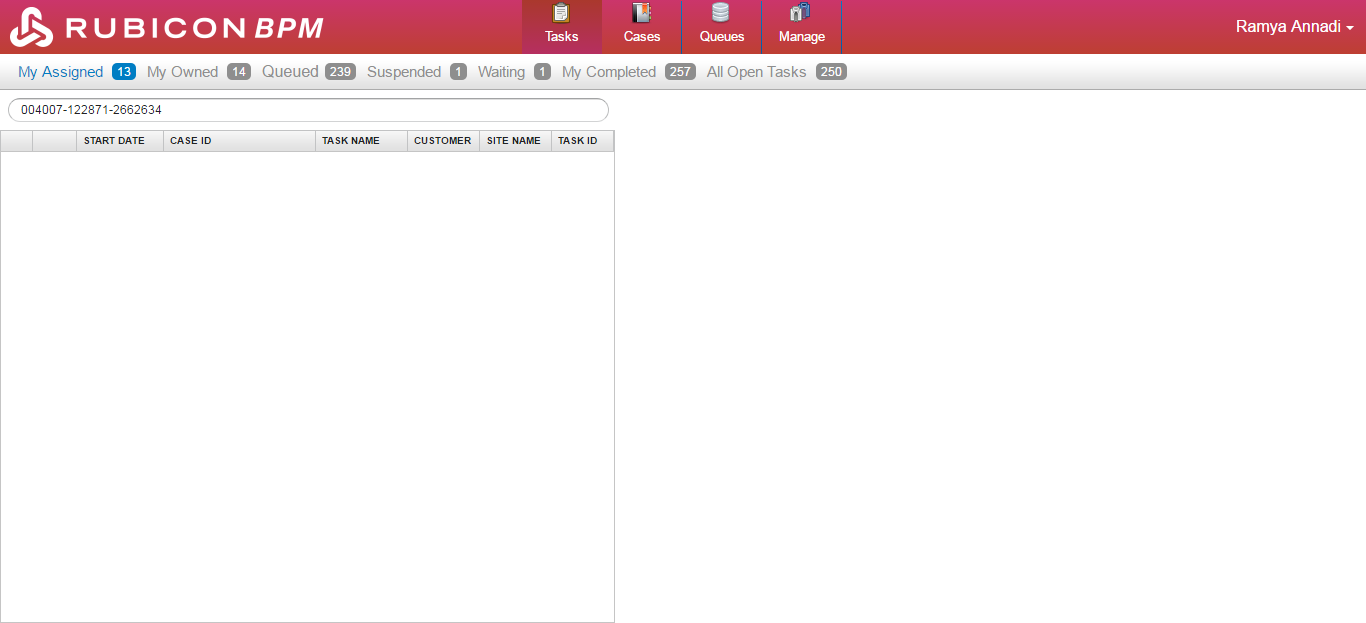 RUBICON BPM
Tasks Cases Queues Manage
Ramya Annadi
My Assigned 13 My Owned 14 Queued 239 Suspended 1 Waiting 1 My Completed 257 All Open Tasks 250
004007-122871-2662634
START DATE CASE ID TASK NAME CUSTOMER SITE NAME TASK ID